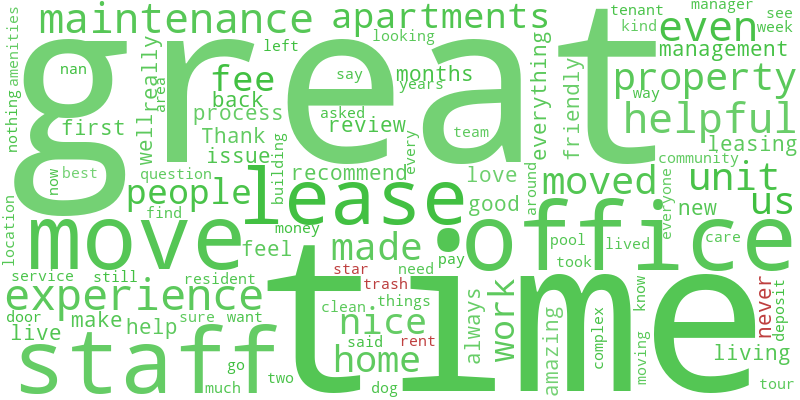 great
maintenance
apartments
even
tenant
manager
kind
see
week
management
amenities
nothing
nan
left
looking
really
well
area
fee
say
months
years
back
process
asked
review
Thank
issue
first
everything
friendly
property
way
helpful
leasing
team
every
community
question
building
recommend
love
good
now
best
people
lease
moved
unit
us
new
around
everyone
find
location
move
money
office
made
feel
pool
lived
care
took
pay
service
still
resident
star
trash
need
things
clean
experience
door
make
sure
want
help
live
time
nice
said
rent
home
always
work
amazing
complex
know
moving
never
deposit
living
staff
go
much
two
dog
tour